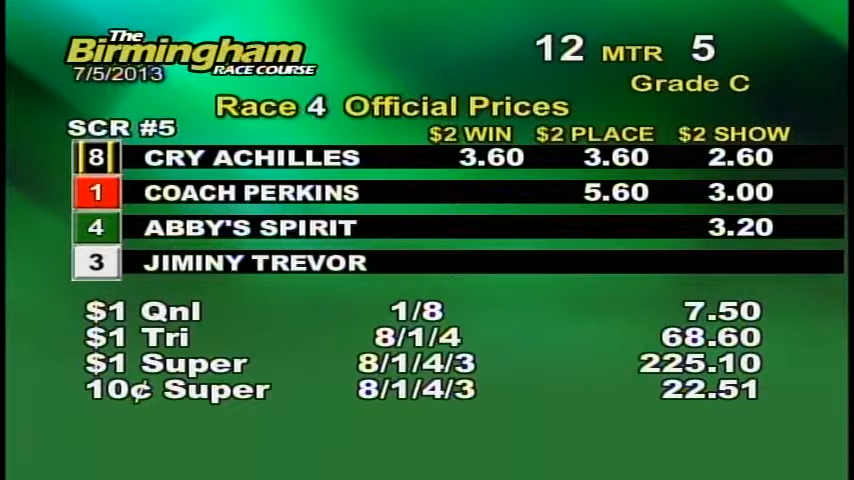 The
Birmingham
RACE COURSE
7/5/2013
12 MTR 5
Grade C
Race 4 Official Prices
SCR #5
$2 WIN $2 PLACE $2 SHOW
8 CRY ACHILLES 3.60 3.60 2.60
1 COACH PERKINS 5.60 3.00
4 ABBY'S SPIRIT 3.20
3 JIMINY TREVOR
$1 Qnl 1/8 7.50
$1 Tri 8/1/4 68.60
$1 Super 8/1/4/3 225.10
10¢ Super 8/1/4/3 22.51